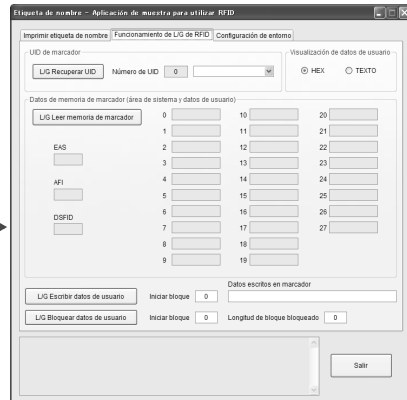 Etiqueta de nombre - Aplicación de muestra para utilizar RFID
Imprimir etiqueta de nombre Funcionamiento de L/G de RFID Configuración de entorno
UID de marcador
Visualización de datos de usuario
L/G Recuperar UID Número de UID 0 HEX TEXTO
Datos de memoria de marcador (área de sistema y datos de usuario)
L/G Leer memoria de marcador 0 10 20
1 11 21
EAS 2 12 22
3 13 23
AFI 4 14 24
5 15 25
DSFID 6 16 26
7 17 27
8 18
9 19
Datos escritos en marcador
L/G Escribir datos de usuario Iniciar bloque 0
L/G Bloquear datos de usuario Iniciar bloque 0 Longitud de bloque bloqueado 0
Salir